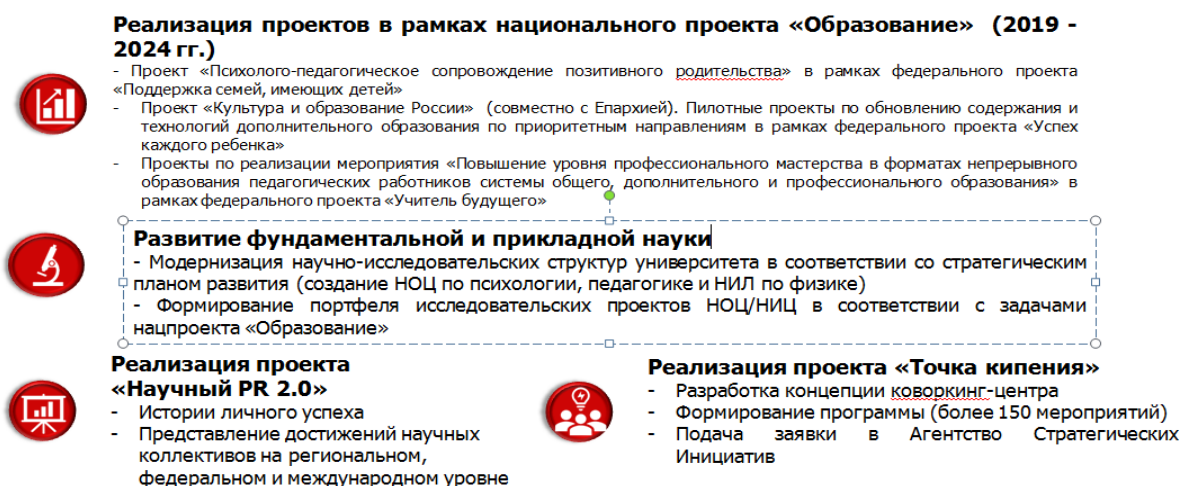 Реализация проектов в рамках национального проекта «Образование» (2019 -
2024 гг.)
- Проект «Психолого-педагогическое сопровождение позитивного родительства» в рамках федерального проекта
«Поддержка семей, имеющих детей»
- Проект «Культура и образование России» (совместно с Епархией). Пилотные проекты по обновлению содержания и
технологий дополнительного образования по приоритетным направлениям в рамках федерального проекта «Успех
каждого ребенка»
- Проекты по реализации мероприятия «Повышение уровня профессионального мастерства в форматах непрерывного
образования педагогических работников системы общего, дополнительного и профессионального образования» в
рамках федерального проекта «Учитель будущего»
Развитие фундаментальной и прикладной науки
- Модернизация научно-исследовательских структур университета в соответствии со стратегическим
планом развития (создание НОЦ по психологии, педагогике и НИЛ по физике)
- Формирование портфеля исследовательских проектов НОЦ/НИЦ в соответствии с задачами
нацпроекта «Образование»
Реализация проекта
«Научный PR 2.0»
- Истории личного успеха
- Представление достижений научных
коллективов на региональном,
федеральном и международном уровне
Реализация проекта «Точка кипения»
- Разработка концепции коворкинг-центра
- Формирование программы (более 150 мероприятий)
- Подача заявки в Агентство Стратегических
Инициатив